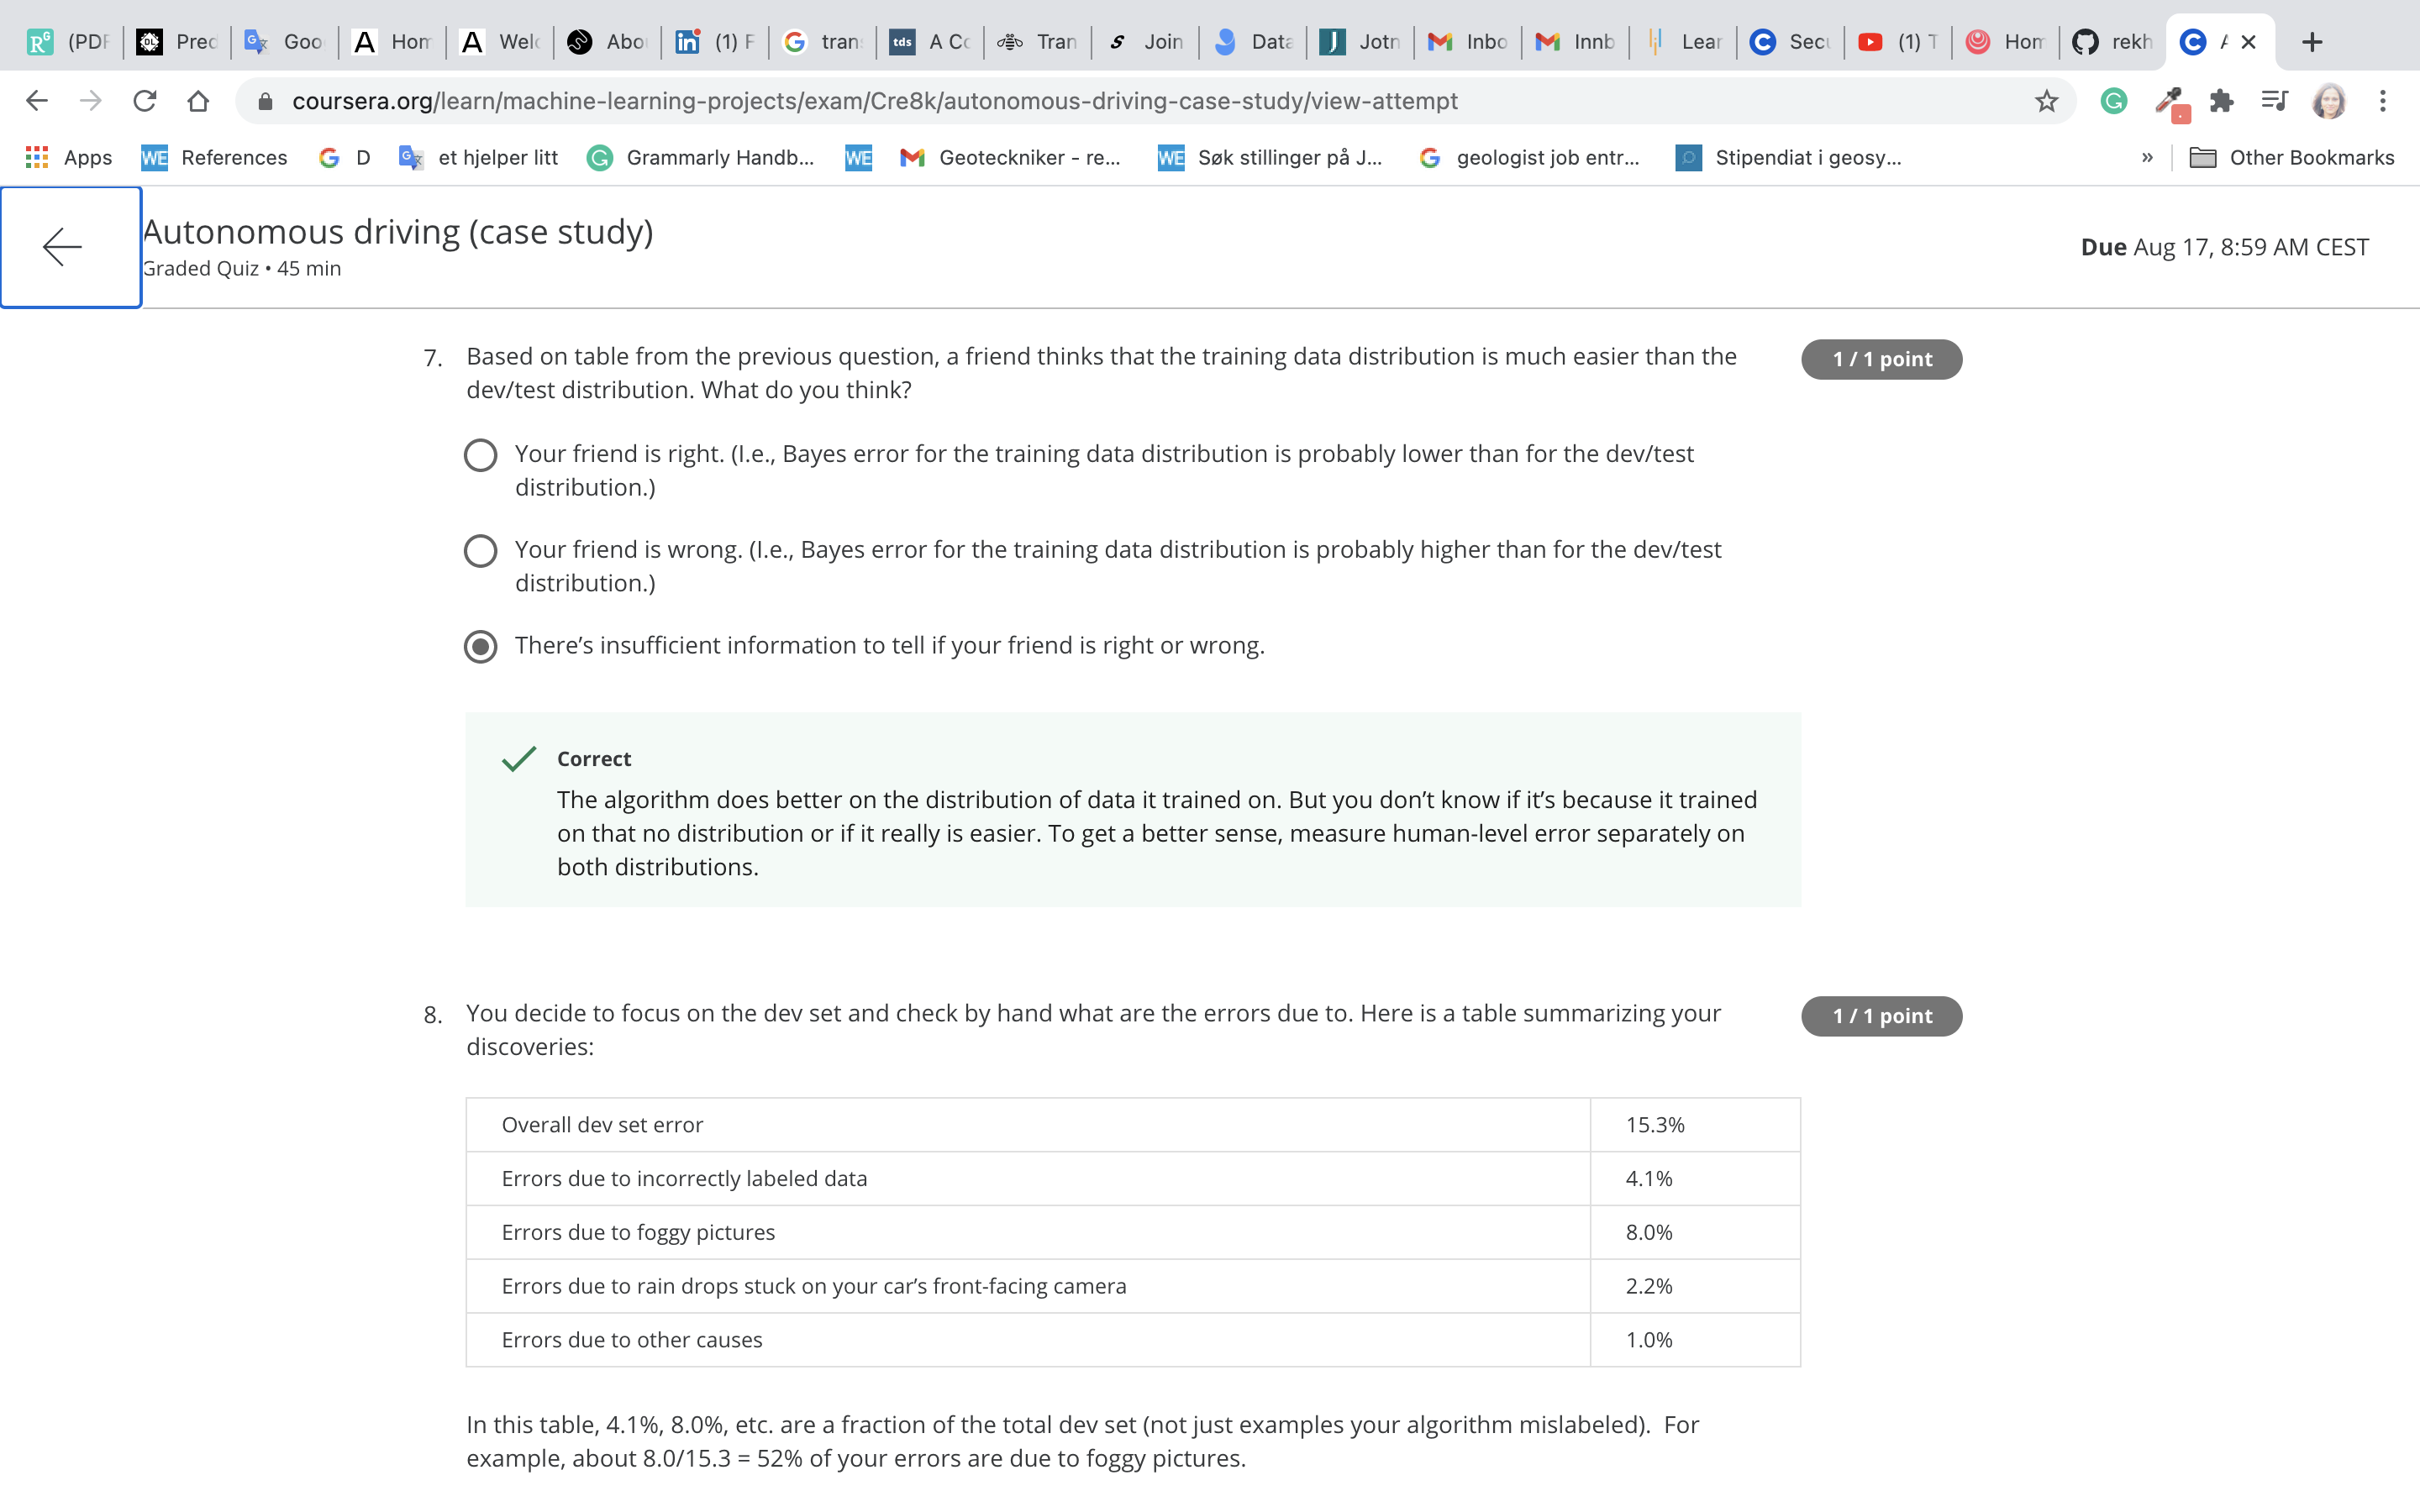 (PDF Pred Goo Hom Welc Abo (1) F tran tds A Co Tran Join Data Jotn Inbo Innb Lear Secu (1) T Hom rekh
coursera.org/learn/machine-learning-projects/exam/Cre8k/autonomous-driving-case-study/view-attempt
Apps WE References G D et hjelper litt Grammarly Handb... WE Geoteckniker - re... WE Søk stillinger på J... geologist job entr... Stipendiat i geosy... » Other Bookmarks
Autonomous driving (case study)
Graded Quiz • 45 min
Due Aug 17, 8:59 AM CEST
7. Based on table from the previous question, a friend thinks that the training data distribution is much easier than the
dev/test distribution. What do you think?
1 / 1 point
Your friend is right. (I.e., Bayes error for the training data distribution is probably lower than for the dev/test
distribution.)
Your friend is wrong. (I.e., Bayes error for the training data distribution is probably higher than for the dev/test
distribution.)
There’s insufficient information to tell if your friend is right or wrong.
Correct
The algorithm does better on the distribution of data it trained on. But you don’t know if it’s because it trained
on that no distribution or if it really is easier. To get a better sense, measure human-level error separately on
both distributions.
8. You decide to focus on the dev set and check by hand what are the errors due to. Here is a table summarizing your
discoveries:
1 / 1 point
Overall dev set error 15.3%
Errors due to incorrectly labeled data 4.1%
Errors due to foggy pictures 8.0%
Errors due to rain drops stuck on your car’s front-facing camera 2.2%
Errors due to other causes 1.0%
In this table, 4.1%, 8.0%, etc. are a fraction of the total dev set (not just examples your algorithm mislabeled). For
example, about 8.0/15.3 = 52% of your errors are due to foggy pictures.